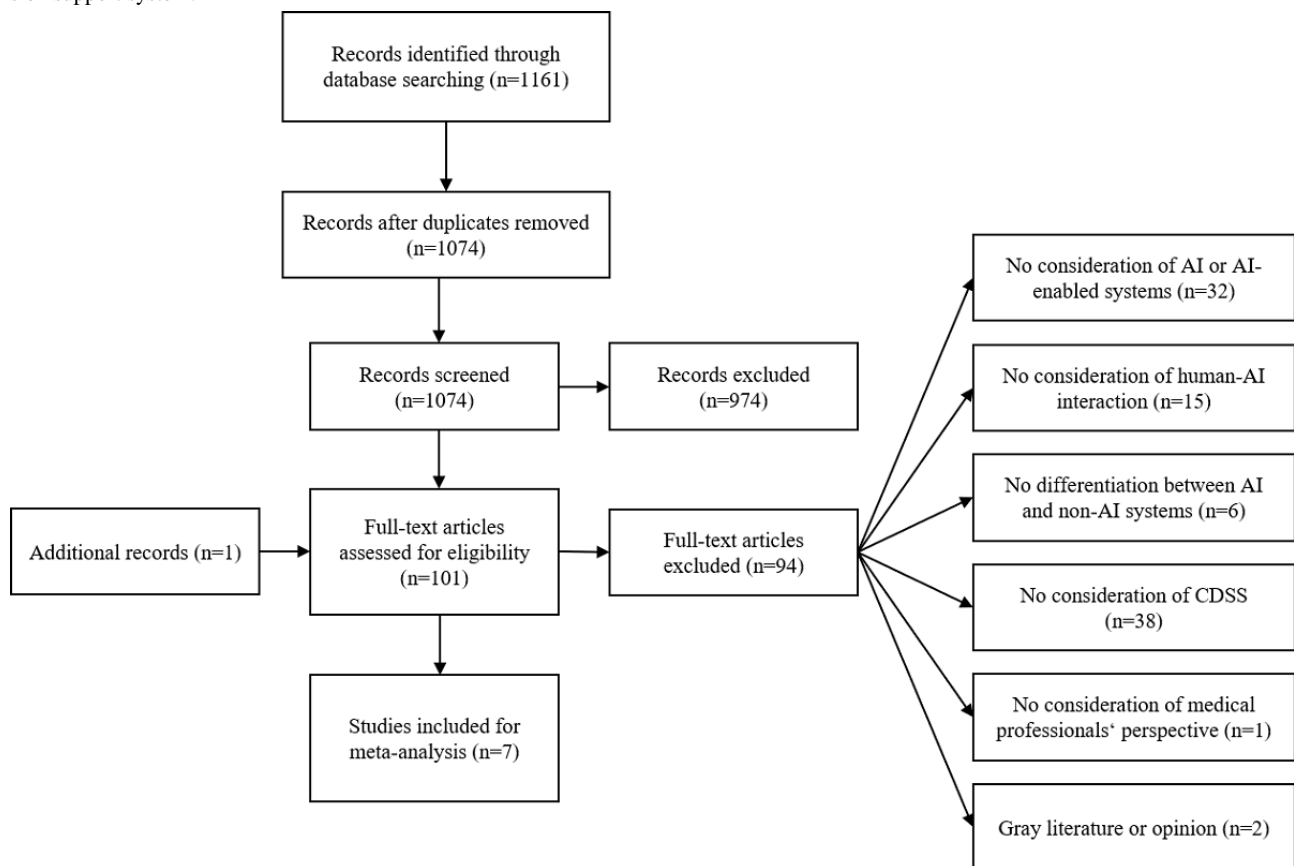 support system.
Records identified through
database searching (n=1161)
Records after duplicates removed
(n=1074)
Records screened
(n=1074)
Records excluded
(n=974)
Additional records (n=1)
Full-text articles
assessed for eligibility
(n=101)
Full-text articles
excluded (n=94)
Studies included for
meta-analysis (n=7)
No consideration of AI or AI-
enabled systems (n=32)
No consideration of human-AI
interaction (n=15)
No differentiation between AI
and non-AI systems (n=6)
No consideration of CDSS
(n=38)
No consideration of medical
professionals‘ perspective (n=1)
Gray literature or opinion (n=2)